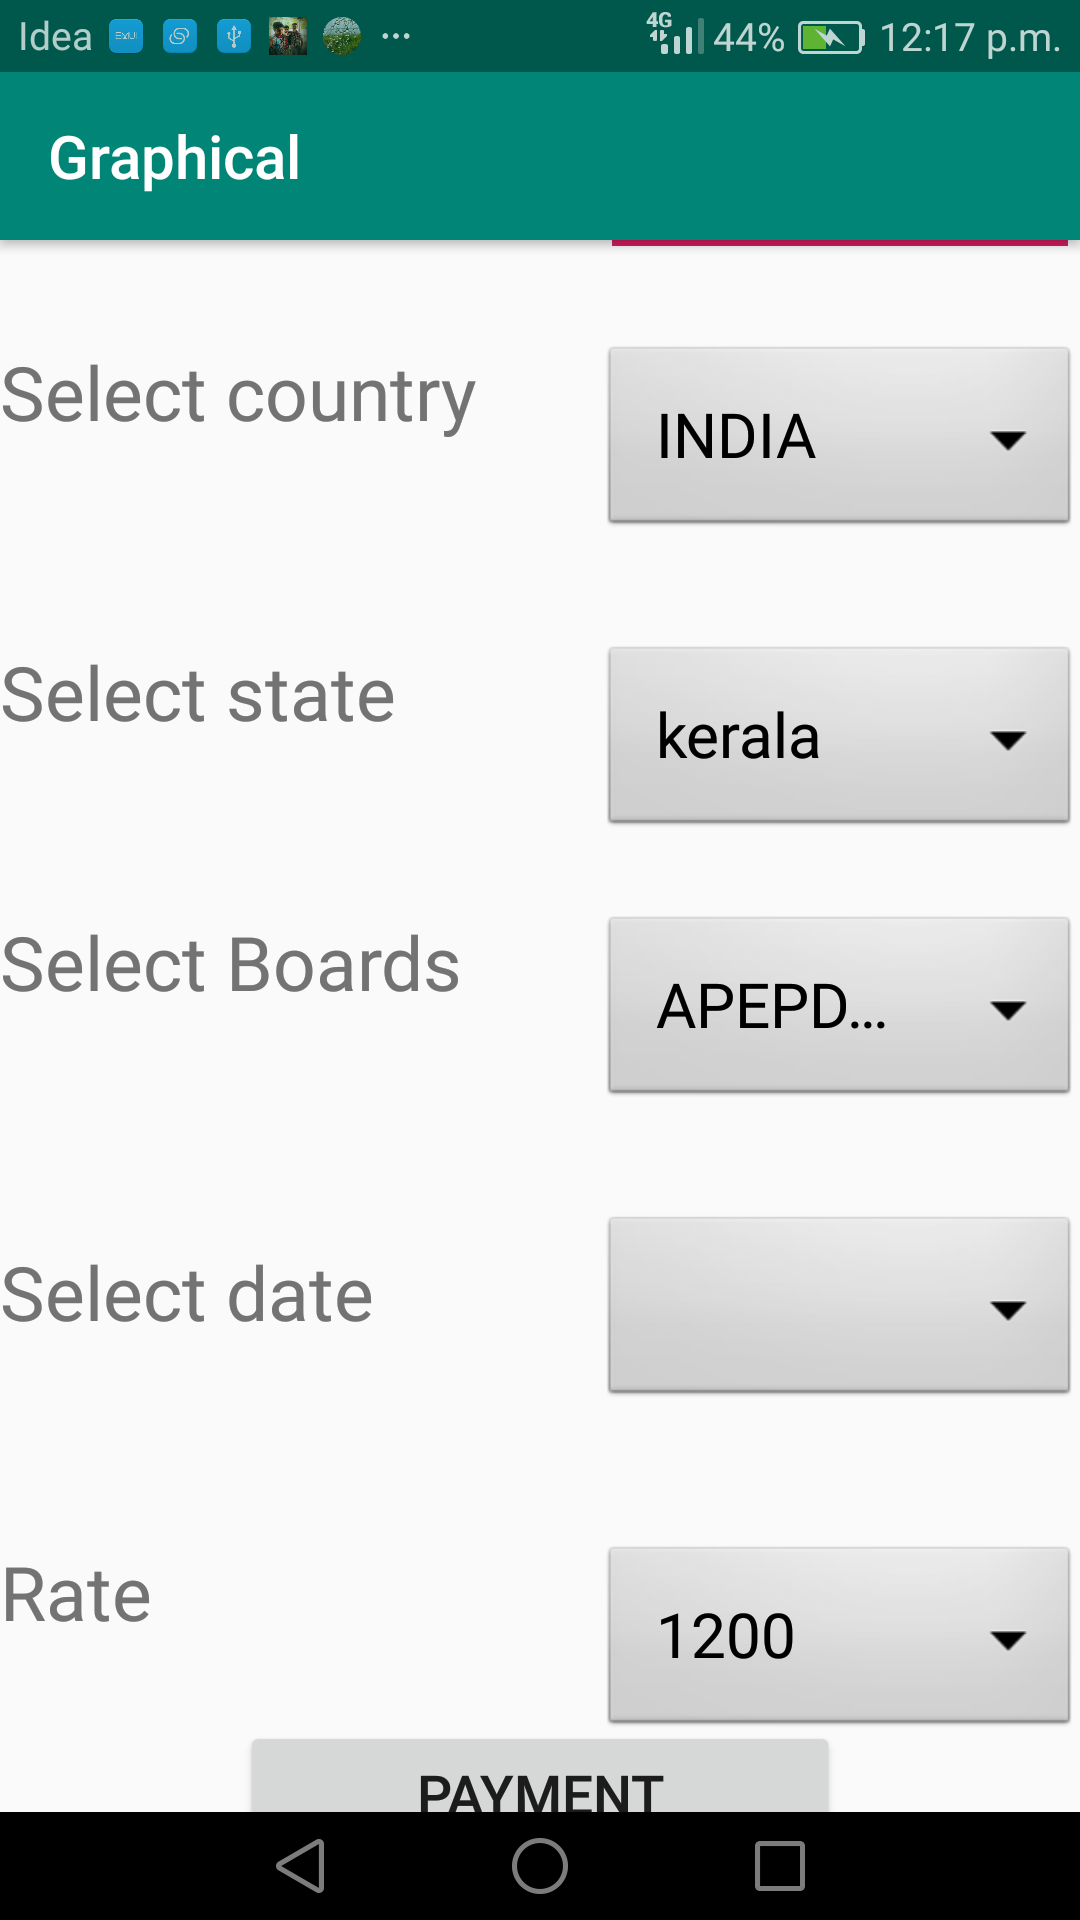 Idea 4G 44% 12:17 p.m.
Graphical
Select country INDIA
Select state kerala
Select Boards APEPD...
Select date
Rate 1200
PAYMENT